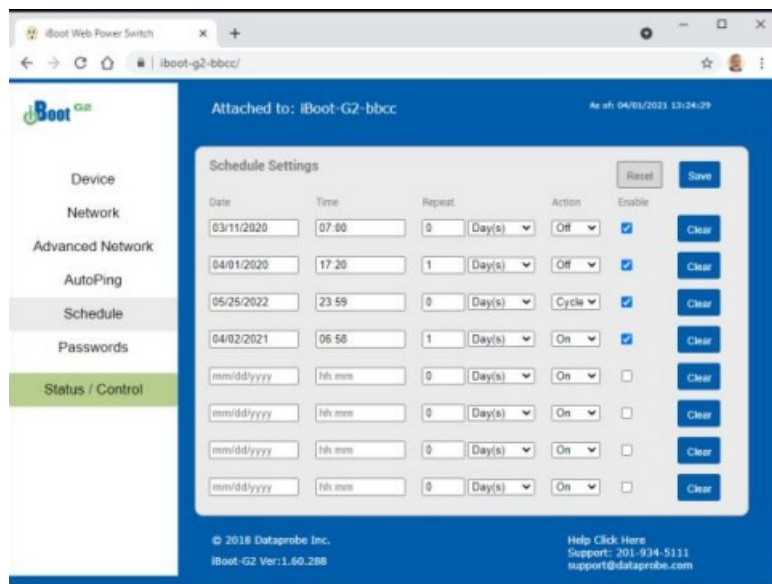 iBoot Web Power Switch
iboot-g2-bbcc/
iBoot G2
Attached to: iBoot-G2-bbcc
As of: 04/01/2021 13:24:29
Device
Network
Advanced Network
AutoPing
Schedule
Passwords
Status / Control
Schedule Settings
Reset Save
Date Time Repeat Action Enable
03/11/2020 07:00 0 Day(s) Off Clear
04/01/2020 17:20 1 Day(s) Off Clear
05/25/2022 23:59 0 Day(s) Cycle Clear
04/02/2021 06:58 1 Day(s) On Clear
mm/dd/yyyy hh:mm 0 Day(s) On Clear
mm/dd/yyyy hh:mm 0 Day(s) On Clear
mm/dd/yyyy hh:mm 0 Day(s) On Clear
mm/dd/yyyy hh:mm 0 Day(s) On Clear
© 2018 Dataprobe Inc.
iBoot-G2 Ver:1.60.288
Help Click Here
Support: 201-934-5111
support@dataprobe.com